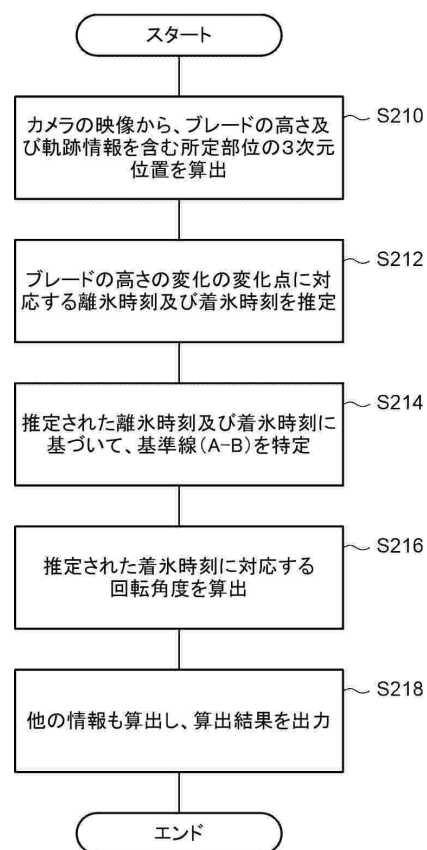 スタート
S210
カメラの映像から、ブレードの高さ及
び軌跡情報を含む所定部位の3次元
位置を算出
S212
ブレードの高さの変化の変化点に対
応する離氷時刻及び着氷時刻を推定
S214
推定された離氷時刻及び着氷時刻に
基づいて、基準線(A-B)を特定
S216
推定された着氷時刻に対応する
回転角度を算出
S218
他の情報も算出し、算出結果を出力
エンド